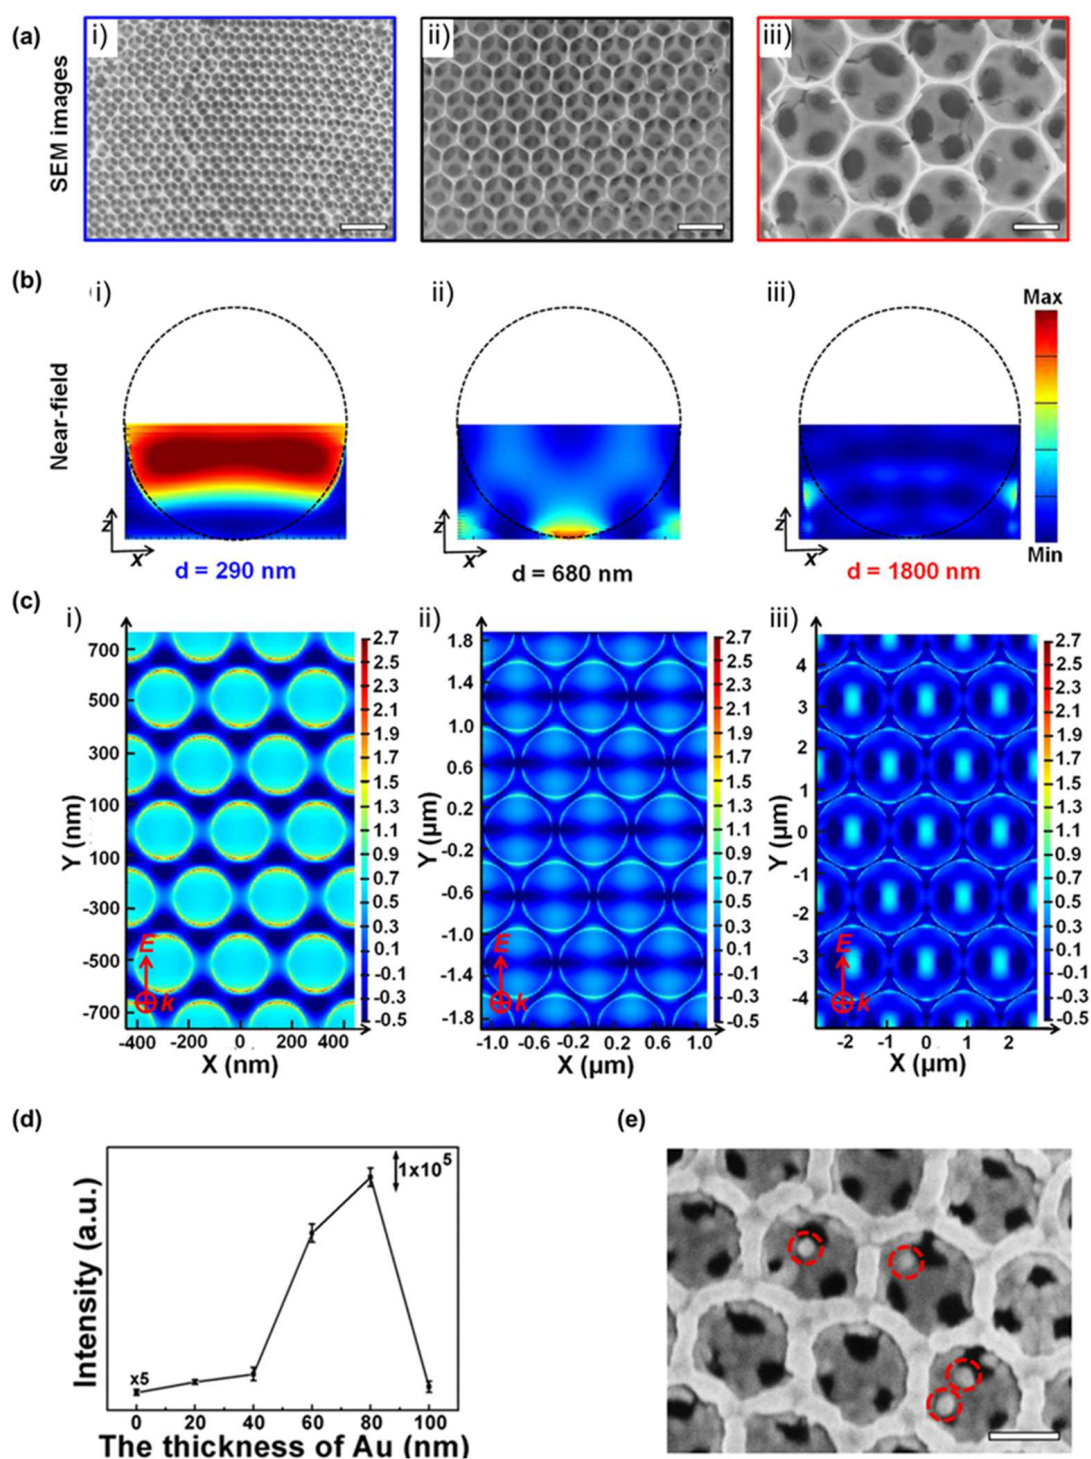 (a)
SEM images
i)
ii)
iii)
(b)
Near-field
i)
ii)
iii)
Max
Min
z
x
z
x
z
x
d = 290 nm
d = 680 nm
d = 1800 nm
(c)
i)
700
500
300
100
-100
-300
-500
-700
Y (nm)
E
k
-400 -200 0 200 400
X (nm)
2.7
2.5
2.3
2.1
1.9
1.7
1.5
1.3
1.1
0.9
0.7
0.5
0.3
0.1
-0.1
-0.3
-0.5
ii)
1.8
1.4
1.0
0.6
0.2
-0.2
-0.6
-1.0
-1.4
-1.8
Y (μm)
E
k
-1.0 -0.6 -0.2 0.2 0.6 1.0
X (μm)
2.7
2.5
2.3
2.1
1.9
1.7
1.5
1.3
1.1
0.9
0.7
0.5
0.3
0.1
-0.1
-0.3
-0.5
iii)
4
3
2
1
0
-1
-2
-3
-4
Y (μm)
E
k
-2 -1 0 1 2
X (μm)
2.7
2.5
2.3
2.1
1.9
1.7
1.5
1.3
1.1
0.9
0.7
0.5
0.3
0.1
-0.1
-0.3
-0.5
(d)
Intensity (a.u.)
1x10⁵
x5
0 20 40 60 80 100
The thickness of Au (nm)
(e)